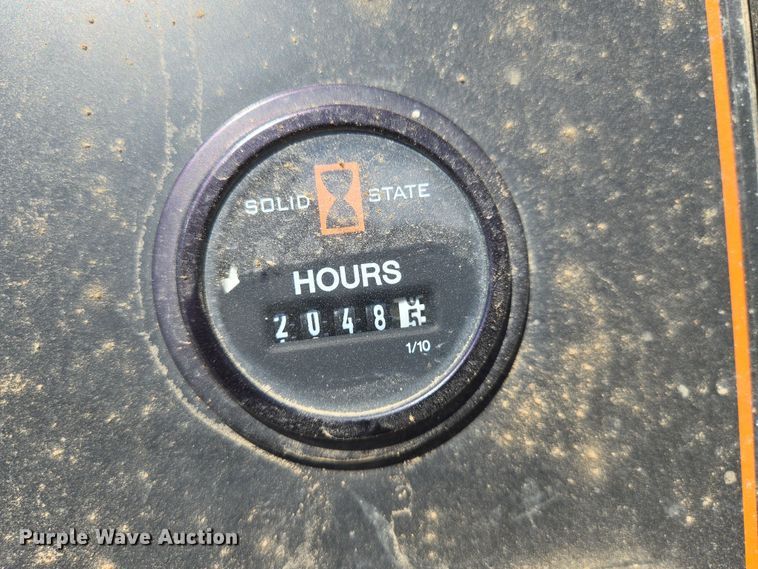 SOLID STATE
HOURS
2048
1/10
Purple Wave Auction